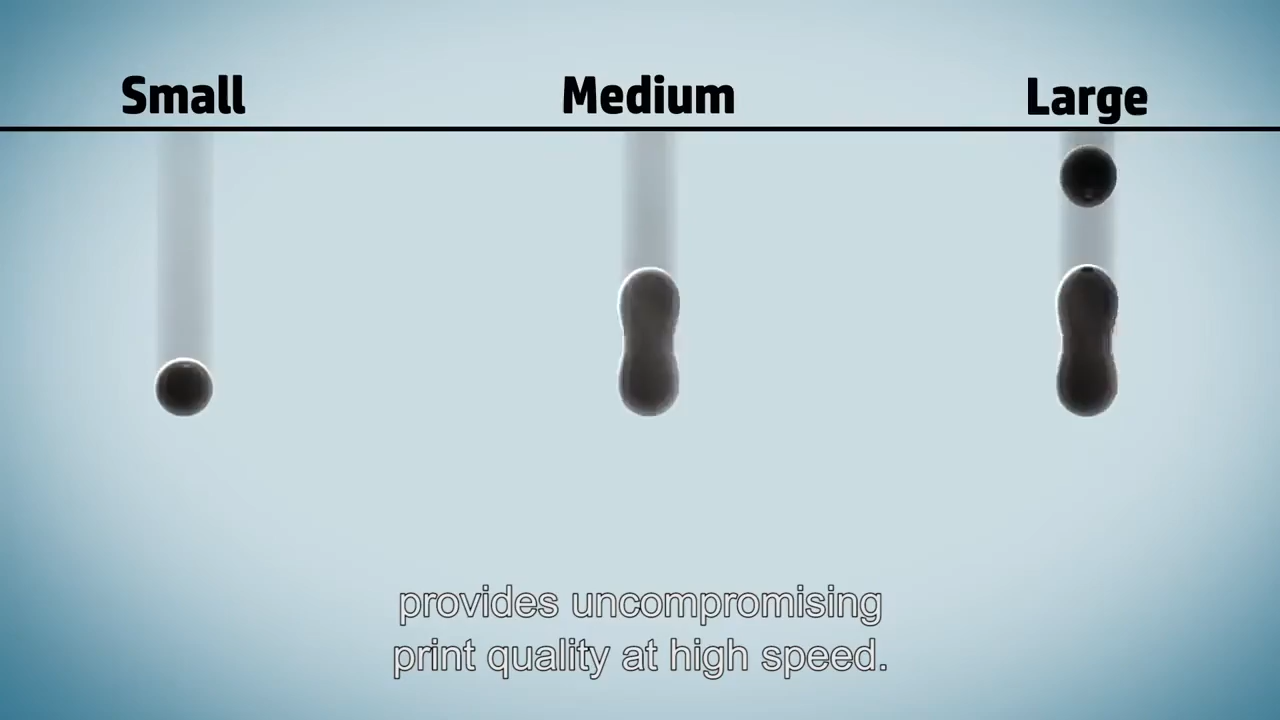 Small Medium Large
provides uncompromising
print quality at high speed.